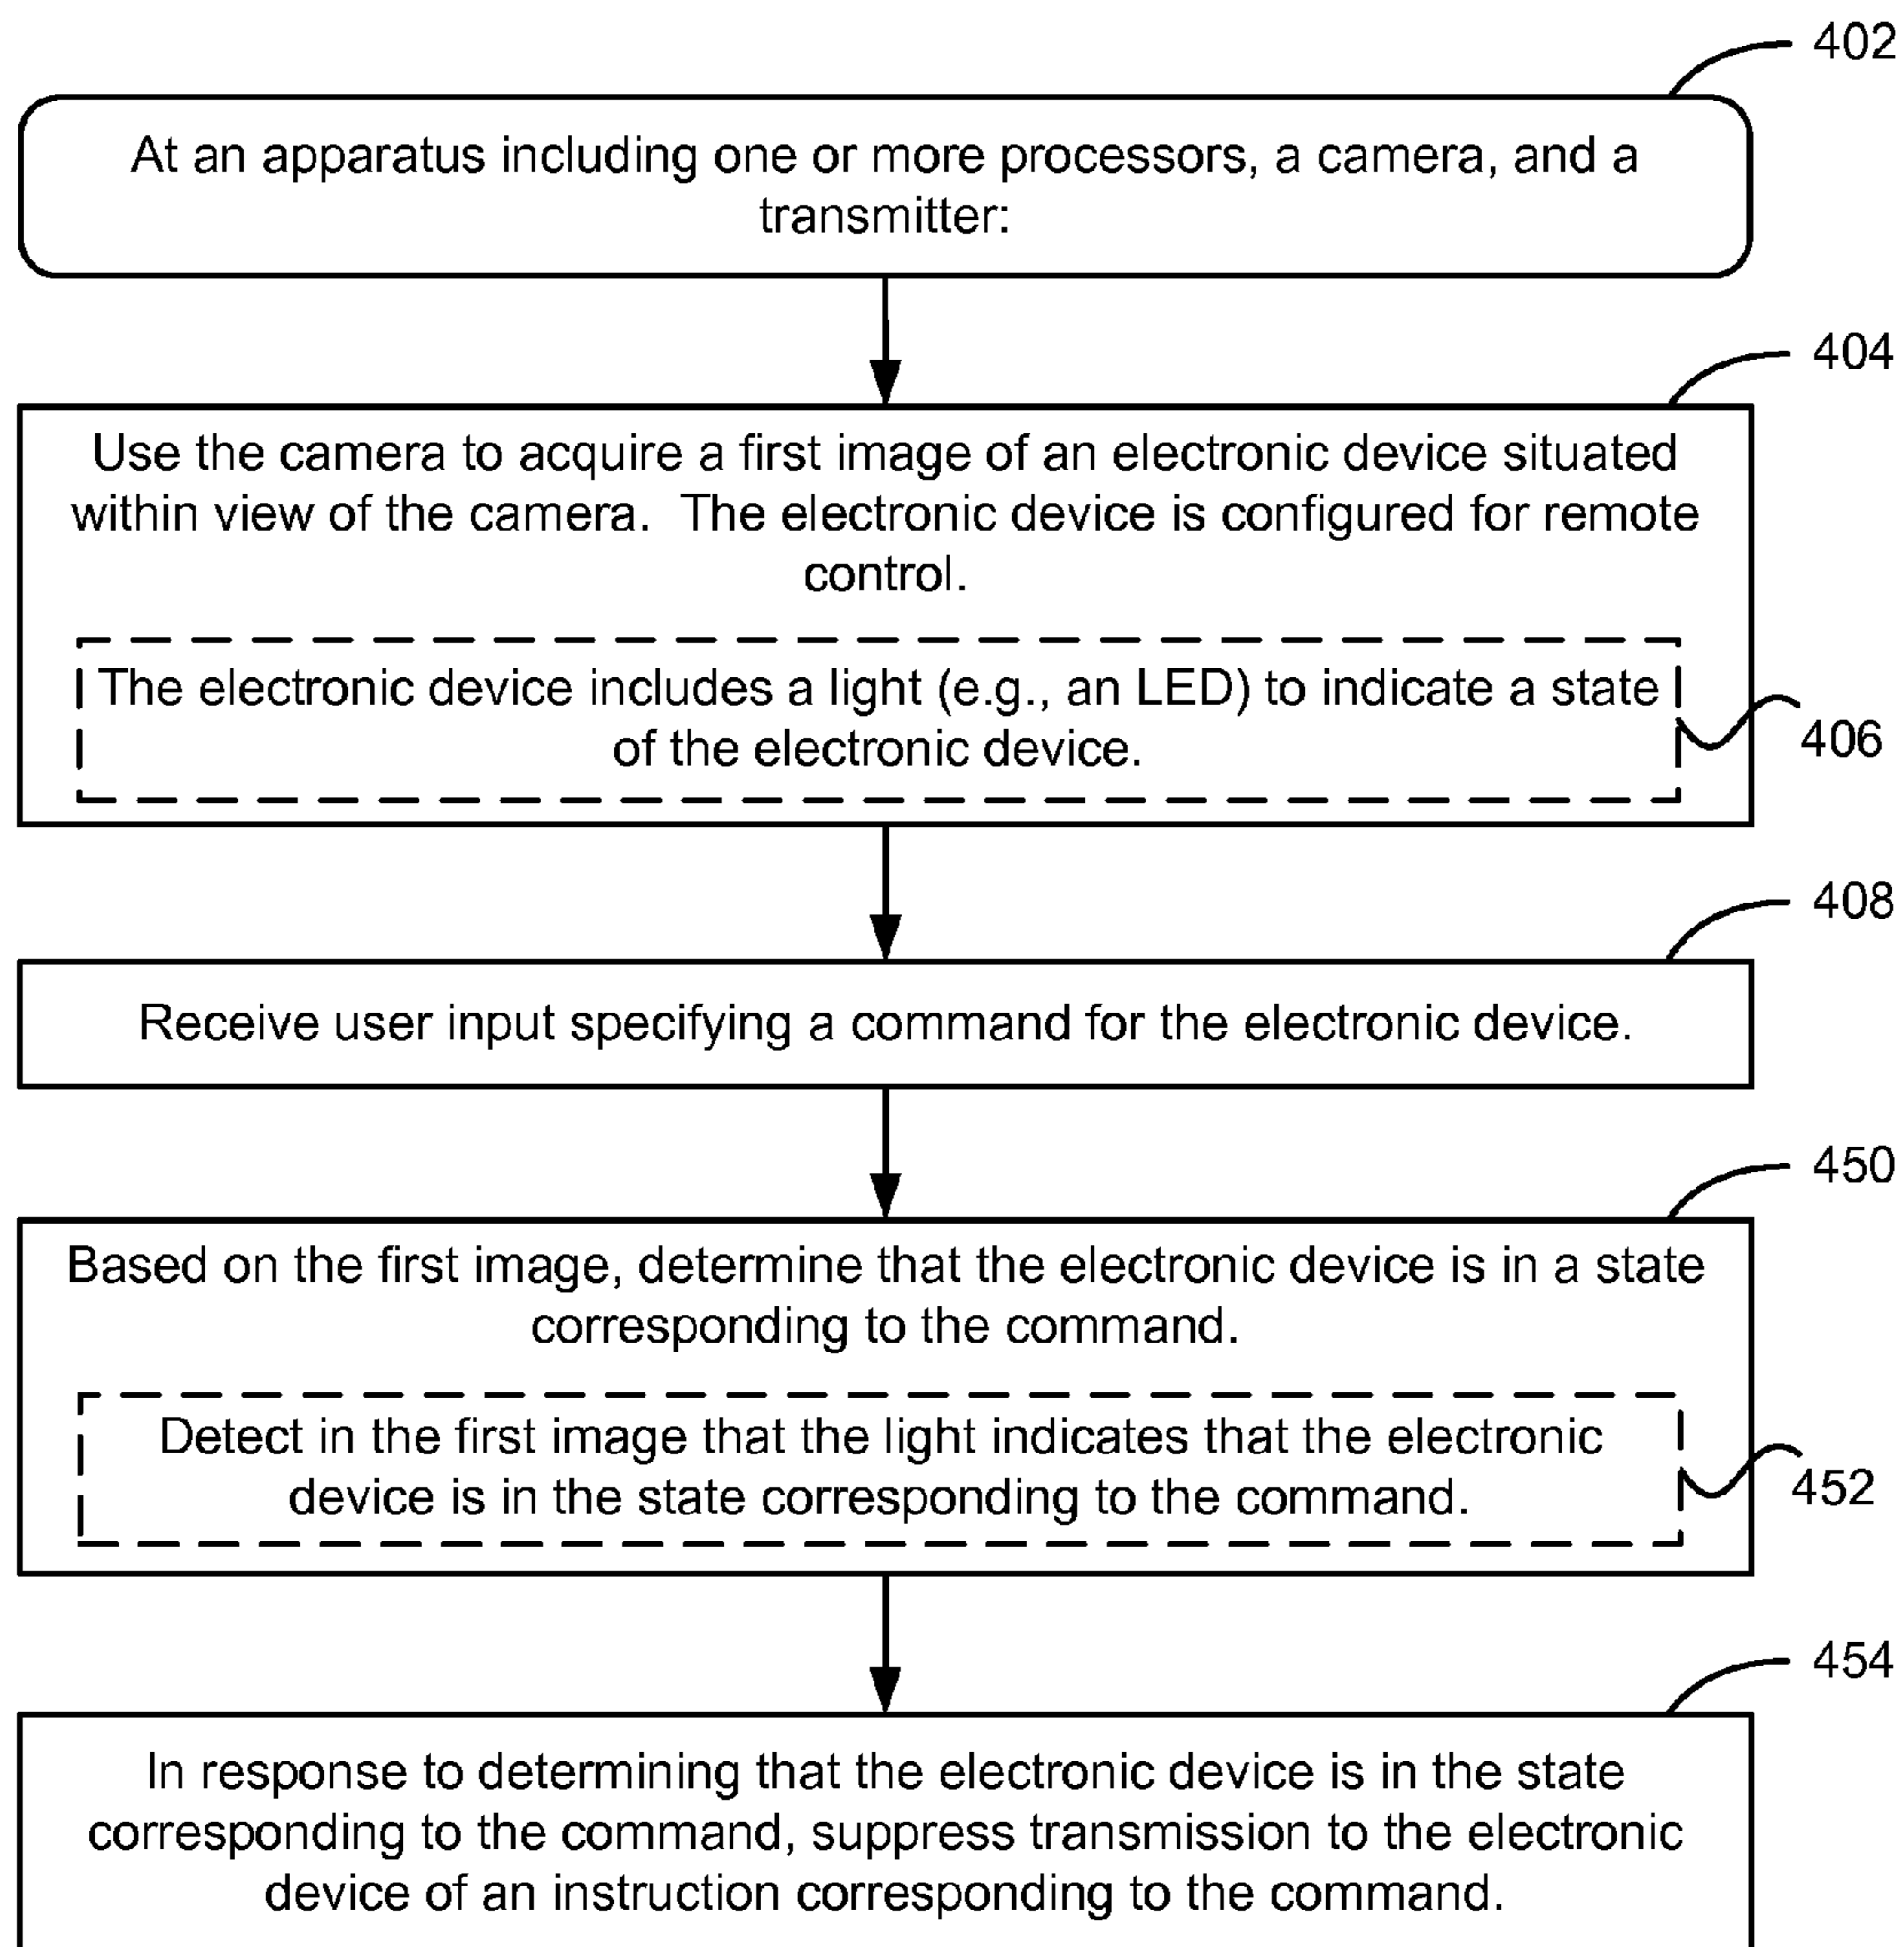 402
At an apparatus including one or more processors, a camera, and a
transmitter:
404
Use the camera to acquire a first image of an electronic device situated
within view of the camera.  The electronic device is configured for remote
control.
The electronic device includes a light (e.g., an LED) to indicate a state
of the electronic device.
406
408
Receive user input specifying a command for the electronic device.
450
Based on the first image, determine that the electronic device is in a state
corresponding to the command.
Detect in the first image that the light indicates that the electronic
device is in the state corresponding to the command.
452
454
In response to determining that the electronic device is in the state
corresponding to the command, suppress transmission to the electronic
device of an instruction corresponding to the command.